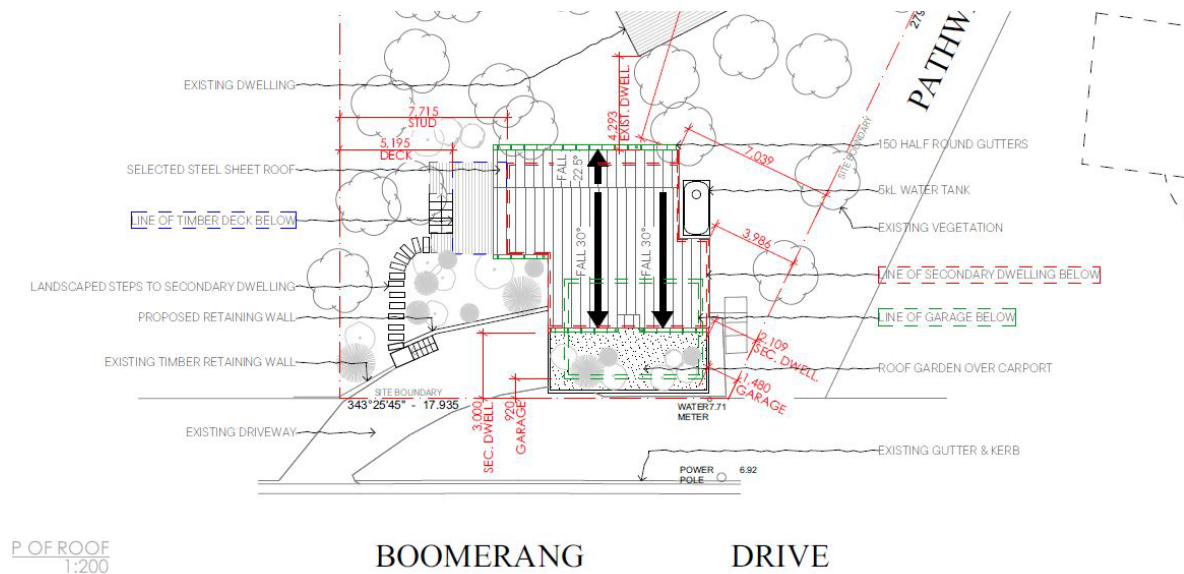 279
PATHW
EXISTING DWELLING
4,293
EXIST. DWELL.
7,715
STUD
5,195
DECK
SELECTED STEEL SHEET ROOF
FALL
22.5°
7,039
SITE BOUNDARY
150 HALF ROUND GUTTERS
5kL WATER TANK
LINE OF TIMBER DECK BELOW
EXISTING VEGETATION
3,986
FALL 30°
FALL 30°
LINE OF SECONDARY DWELLING BELOW
LANDSCAPED STEPS TO SECONDARY DWELLING
PROPOSED RETAINING WALL
LINE OF GARAGE BELOW
EXISTING TIMBER RETAINING WALL
2,109
SEC. DWELL.
ROOF GARDEN OVER CARPORT
1,480
GARAGE
SITE BOUNDARY
343°25'45" - 17.935
3,000
SEC. DWELL.
920
GARAGE
WATER 7.71
METER
EXISTING DRIVEWAY
EXISTING GUTTER & KERB
POWER 6.92
POLE
P OF ROOF
1:200
BOOMERANG DRIVE